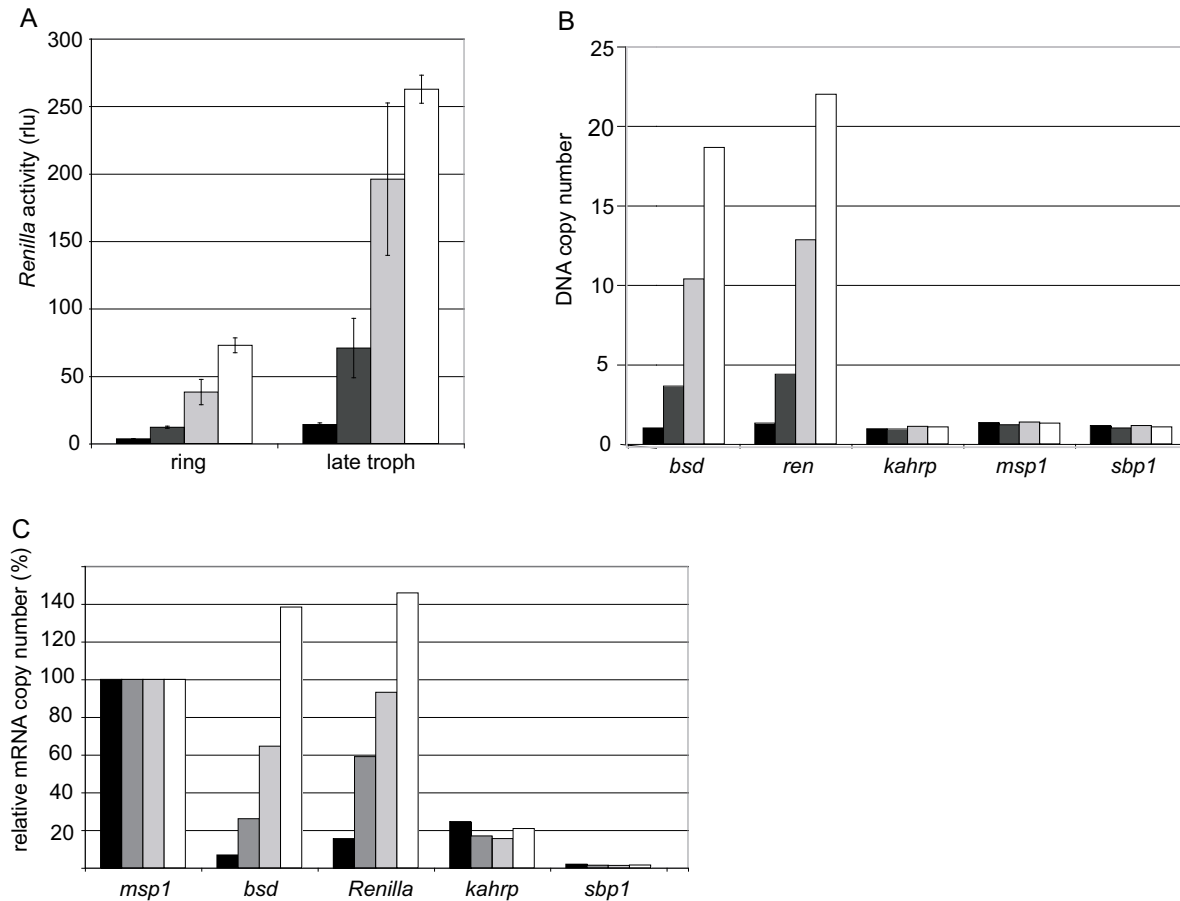 A
Renilla activity (rlu)
300
250
200
150
100
50
0
ring late troph
B
DNA copy number
25
20
15
10
5
0
bsd ren kahrp msp1 sbp1
C
relative mRNA copy number (%)
140
120
100
80
60
40
20
msp1 bsd Renilla kahrp sbp1